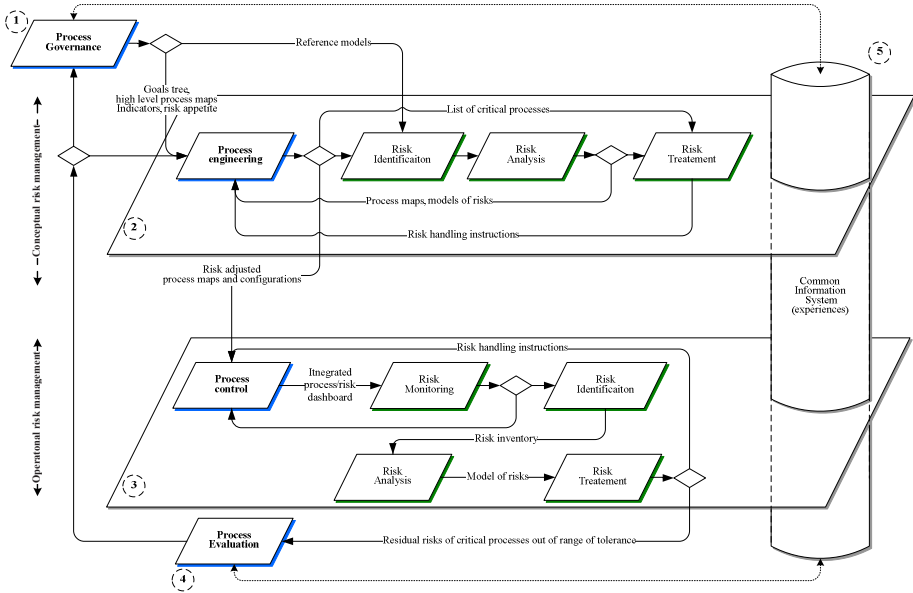 1
Process
Governance
Reference models
5
Goals tree,
high level process maps
Indicators, risk appetite
List of critical processes
Process
engineering
Risk
Identificaiton
Risk
Analysis
Risk
Treatement
Process maps, models of risks
Risk handling instructions
2
Conceptual risk management
Risk adjusted
process maps and configurations
Common
Information
System
(expériences)
Operatonal risk management
Risk handling instructions
Process
control
Itnegrated
process/risk
dashboard
Risk
Monitoring
Risk
Identificaiton
Risk inventory
Risk
Analysis
Model of risks
Risk
Treatement
3
Process
Evaluation
Residual risks of critical processes out of range of tolerance
4